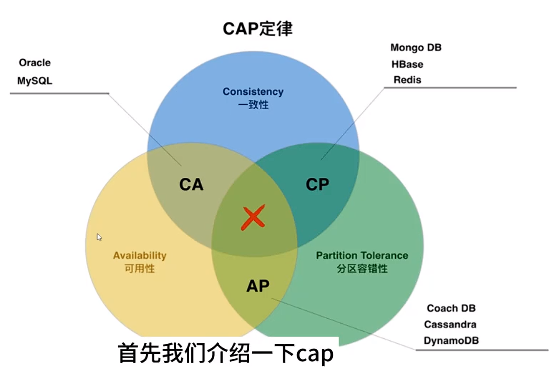 CAP定律
Oracle
MySQL
Mongo DB
HBase
Redis
Consistency
一致性
CA
CP
Availability
可用性
Partition Tolerance
分区容错性
AP
Coach DB
Cassandra
DynamoDB
首先我们介绍一下cap